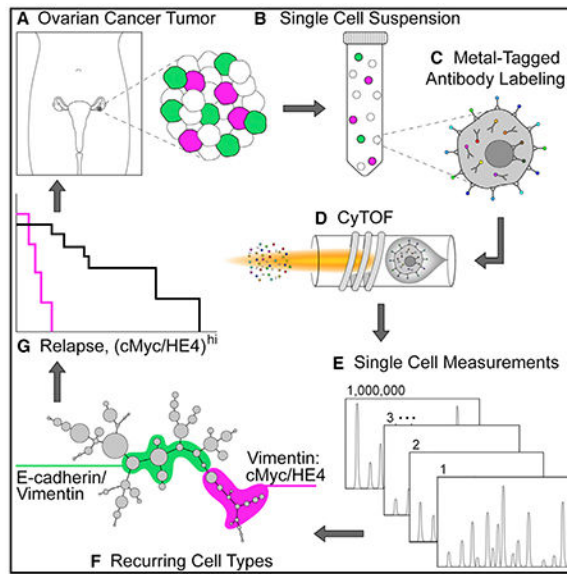 A Ovarian Cancer Tumor
B Single Cell Suspension
C Metal-Tagged
Antibody Labeling
D CyTOF
E Single Cell Measurements
1,000,000
3 ...
2
1
F Recurring Cell Types
E-cadherin/
Vimentin
Vimentin:
cMyc/HE4
G Relapse, (cMyc/HE4)hi